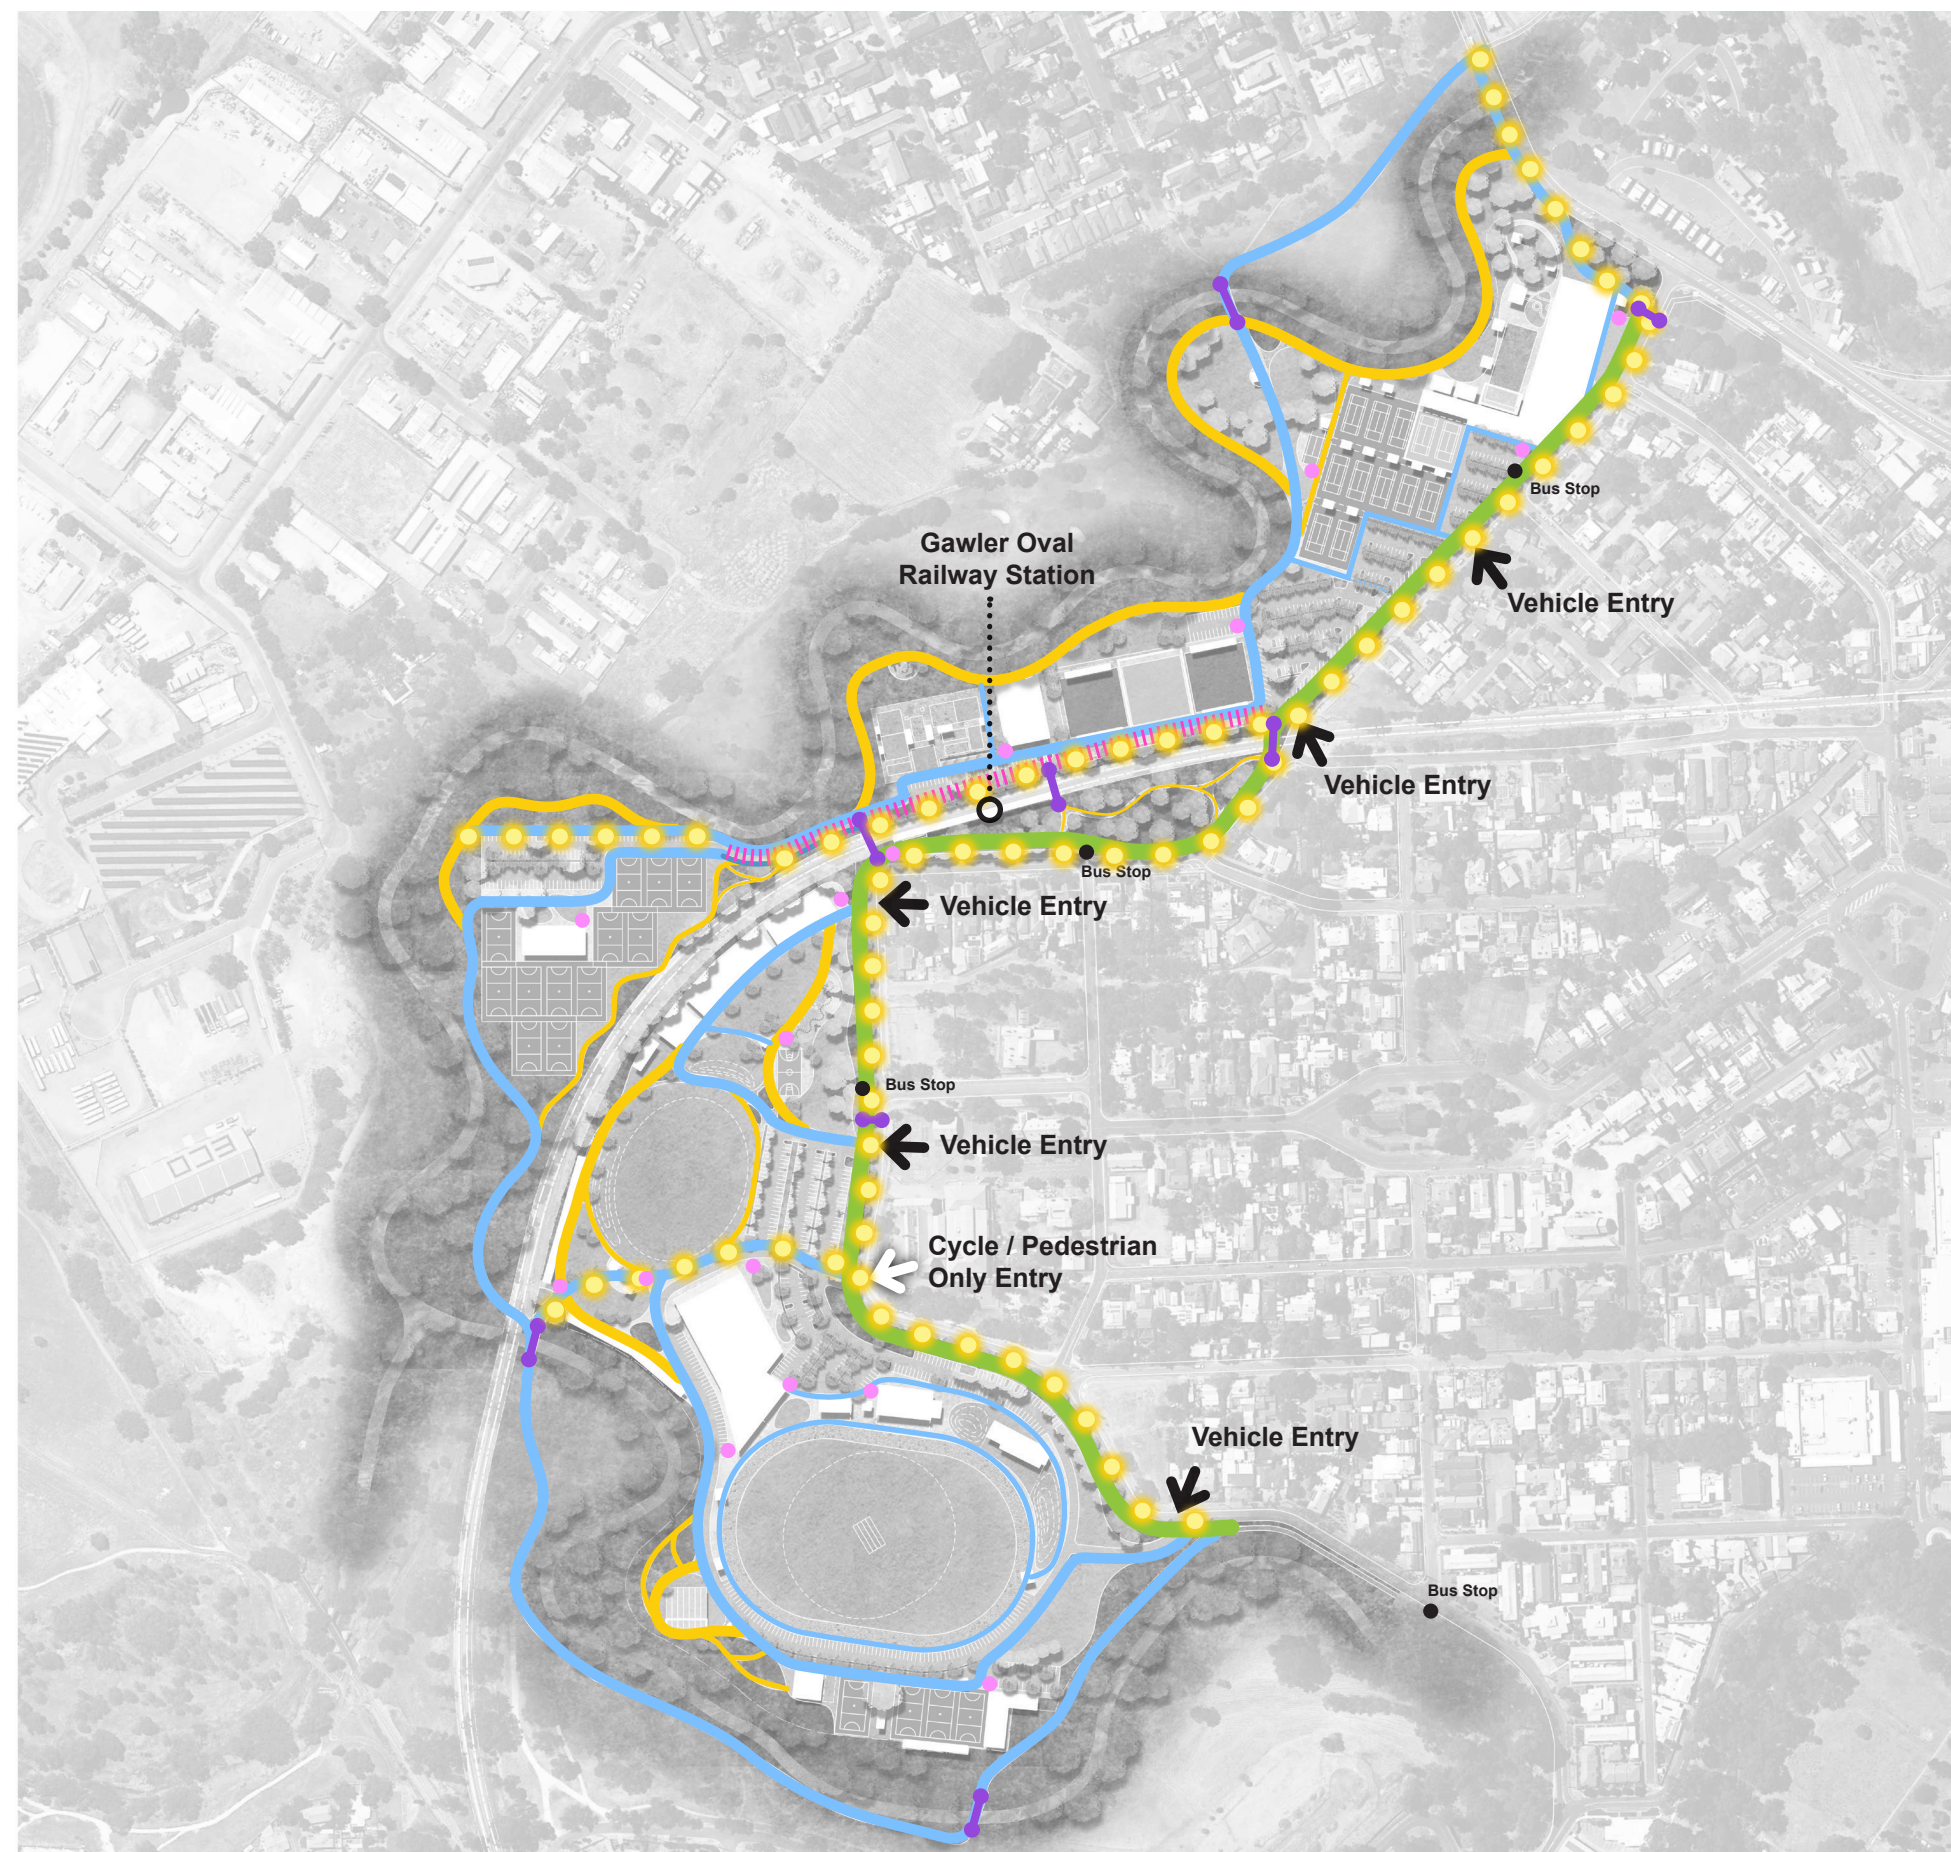 Bus Stop
Gawler Oval
Railway Station
Vehicle Entry
Vehicle Entry
Bus Stop
Vehicle Entry
Bus Stop
Vehicle Entry
Cycle / Pedestrian
Only Entry
Vehicle Entry
Bus Stop